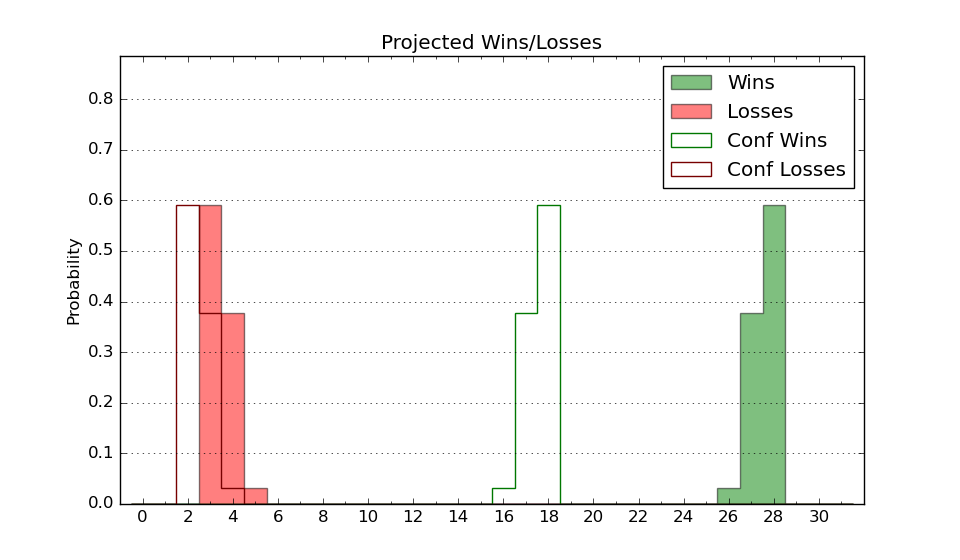 Projected Wins/Losses
Wins
Losses
Conf Wins
Conf Losses
Probability
0.8
0.7
0.6
0.5
0.4
0.3
0.2
0.1
0.0
0 2 4 6 8 10 12 14 16 18 20 22 24 26 28 30